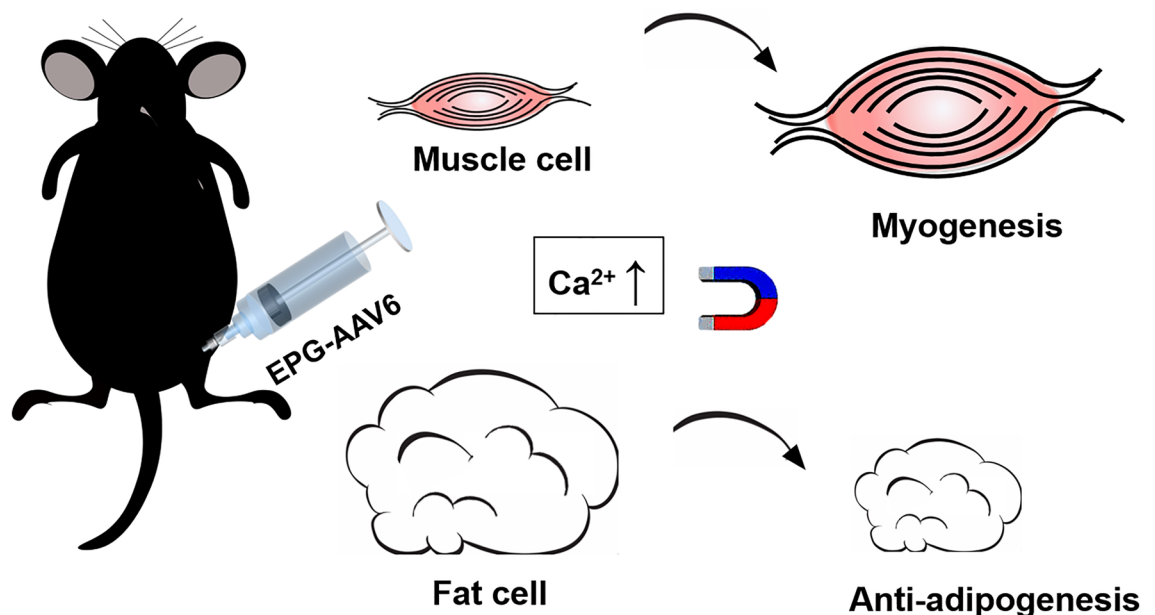 Muscle cell
Myogenesis
Ca²⁺ ↑
EPG-AAV6
Fat cell
Anti-adipogenesis